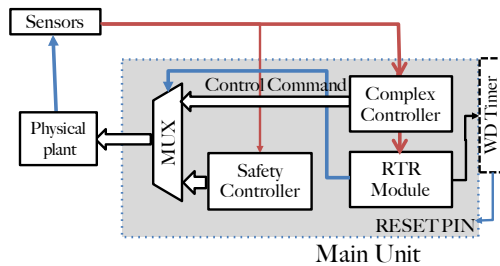 Sensors
Control Command
Complex
Controller
WD Timer
Physical
plant
MUX
Safety
Controller
RTR
Module
RESET PIN
Main Unit